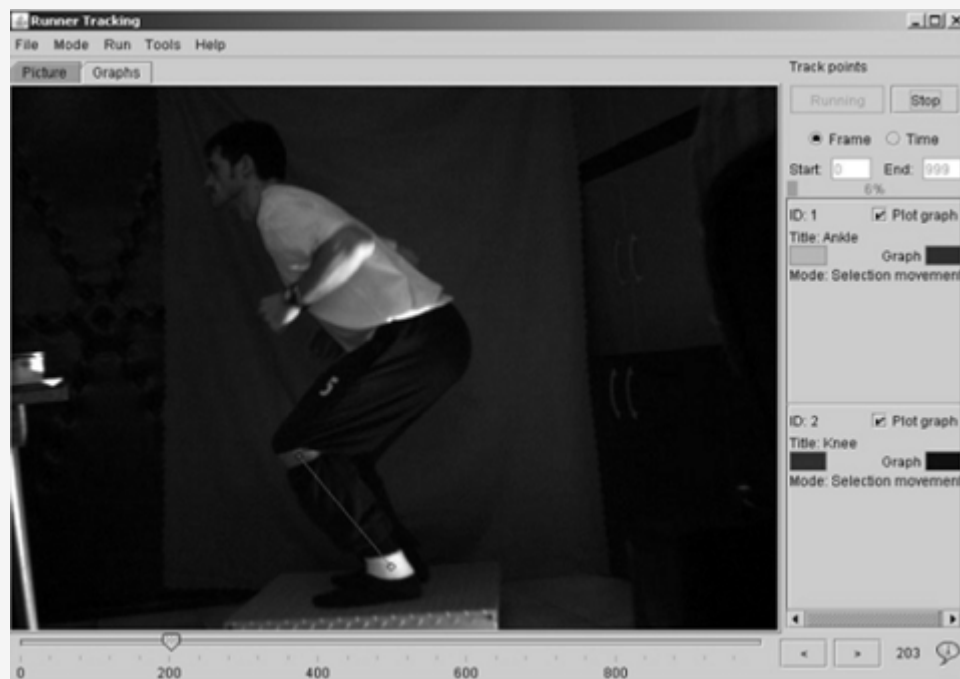 Runner Tracking
File Mode Run Tools Help
Picture Graphs
Track points
Running Stop
Frame Time
Start: 0 End: 999
6%
ID: 1 Plot graph
Title: Ankle
Graph
Mode: Selection movement
ID: 2 Plot graph
Title: Knee
Graph
Mode: Selection movement
< > 203
0 200 400 600 800